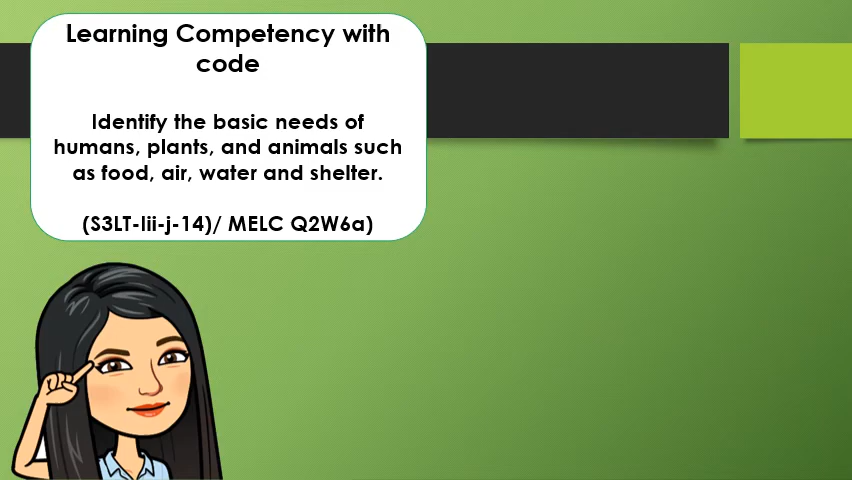 Learning Competency with
code
Identify the basic needs of
humans, plants, and animals such
as food, air, water and shelter.
(S3LT-Iii-j-14)/ MELC Q2W6a)